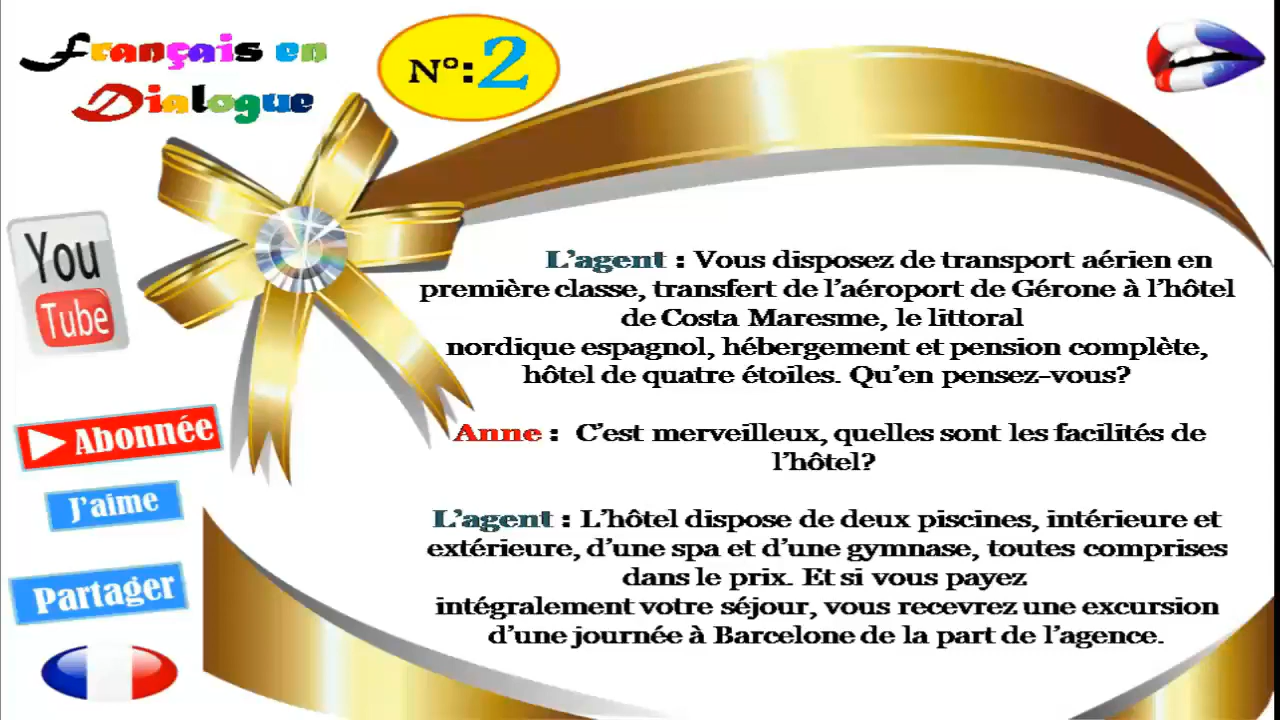 Français en
Dialogue
N°:2
You
Tube
Abonnée
J'aime
Partager
L'agent : Vous disposez de transport aérien en
première classe, transfert de l'aéroport de Gérone à l'hôtel
de Costa Maresme, le littoral
nordique espagnol, hébergement et pension complète,
hôtel de quatre étoiles. Qu'en pensez-vous?
Anne : C'est merveilleux, quelles sont les facilités de
l'hôtel?
L'agent : L'hôtel dispose de deux piscines, intérieure et
extérieure, d'une spa et d'une gymnase, toutes comprises
dans le prix. Et si vous payez
intégralement votre séjour, vous recevrez une excursion
d'une journée à Barcelone de la part de l'agence.